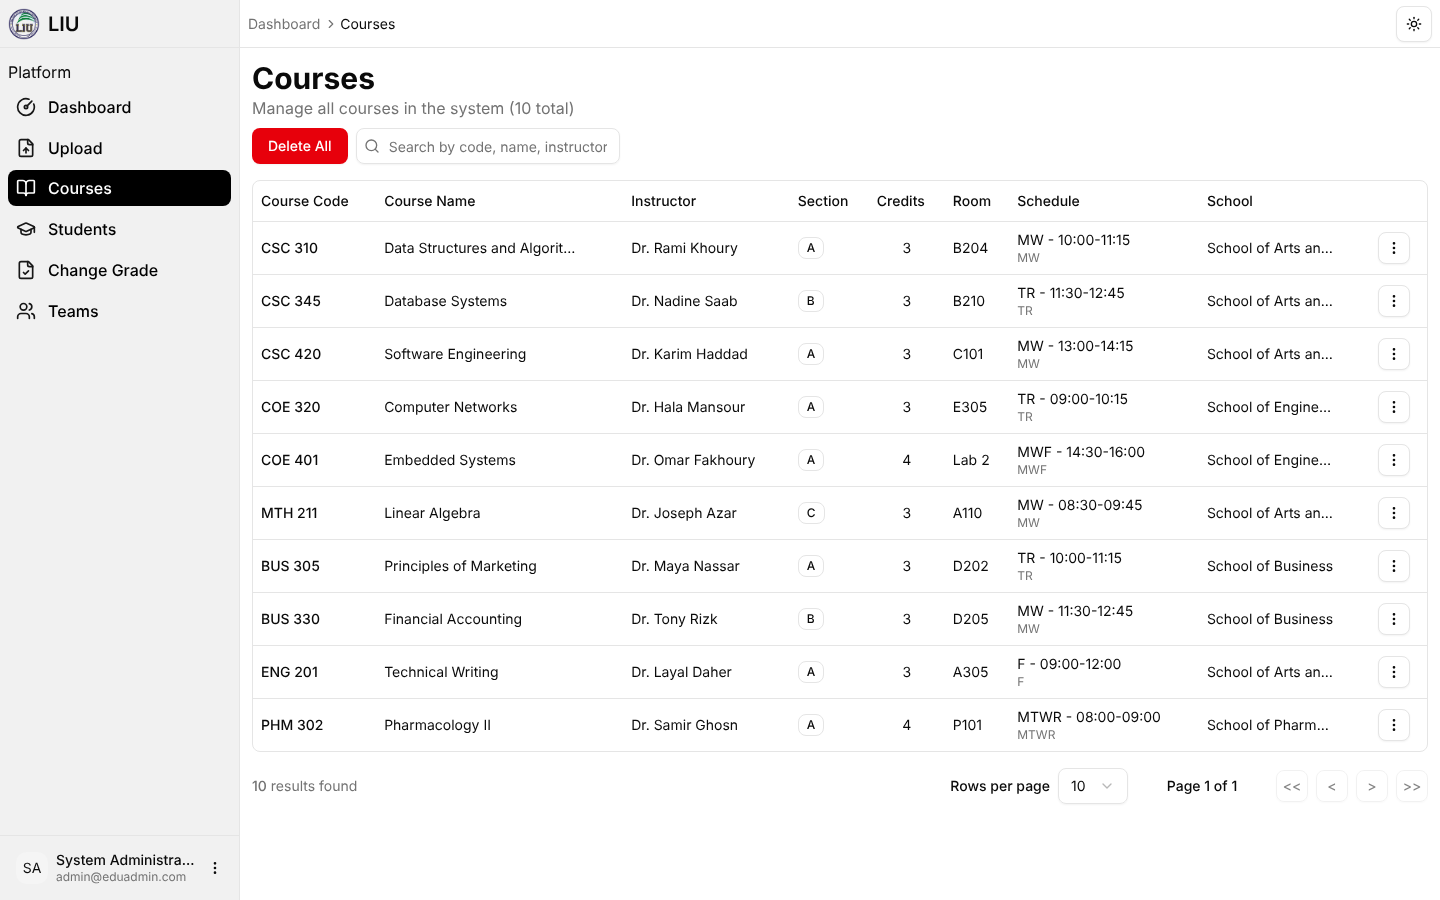 LIU
Dashboard > Courses
Platform
Dashboard
Upload
Courses
Students
Change Grade
Teams
Courses
Manage all courses in the system (10 total)
Delete All
Search by code, name, instructor
Course Code Course Name Instructor Section Credits Room Schedule School
CSC 310 Data Structures and Algorit... Dr. Rami Khoury A 3 B204 MW - 10:00-11:15 School of Arts an...
MW
CSC 345 Database Systems Dr. Nadine Saab B 3 B210 TR - 11:30-12:45 School of Arts an...
TR
CSC 420 Software Engineering Dr. Karim Haddad A 3 C101 MW - 13:00-14:15 School of Arts an...
MW
COE 320 Computer Networks Dr. Hala Mansour A 3 E305 TR - 09:00-10:15 School of Engine...
TR
COE 401 Embedded Systems Dr. Omar Fakhoury A 4 Lab 2 MWF - 14:30-16:00 School of Engine...
MWF
MTH 211 Linear Algebra Dr. Joseph Azar C 3 A110 MW - 08:30-09:45 School of Arts an...
MW
BUS 305 Principles of Marketing Dr. Maya Nassar A 3 D202 TR - 10:00-11:15 School of Business
TR
BUS 330 Financial Accounting Dr. Tony Rizk B 3 D205 MW - 11:30-12:45 School of Business
MW
ENG 201 Technical Writing Dr. Layal Daher A 3 A305 F - 09:00-12:00 School of Arts an...
F
PHM 302 Pharmacology II Dr. Samir Ghosn A 4 P101 MTWR - 08:00-09:00 School of Pharm...
MTWR
10 results found
Rows per page 10 Page 1 of 1 << < > >>
SA
System Administra...
admin@eduadmin.com